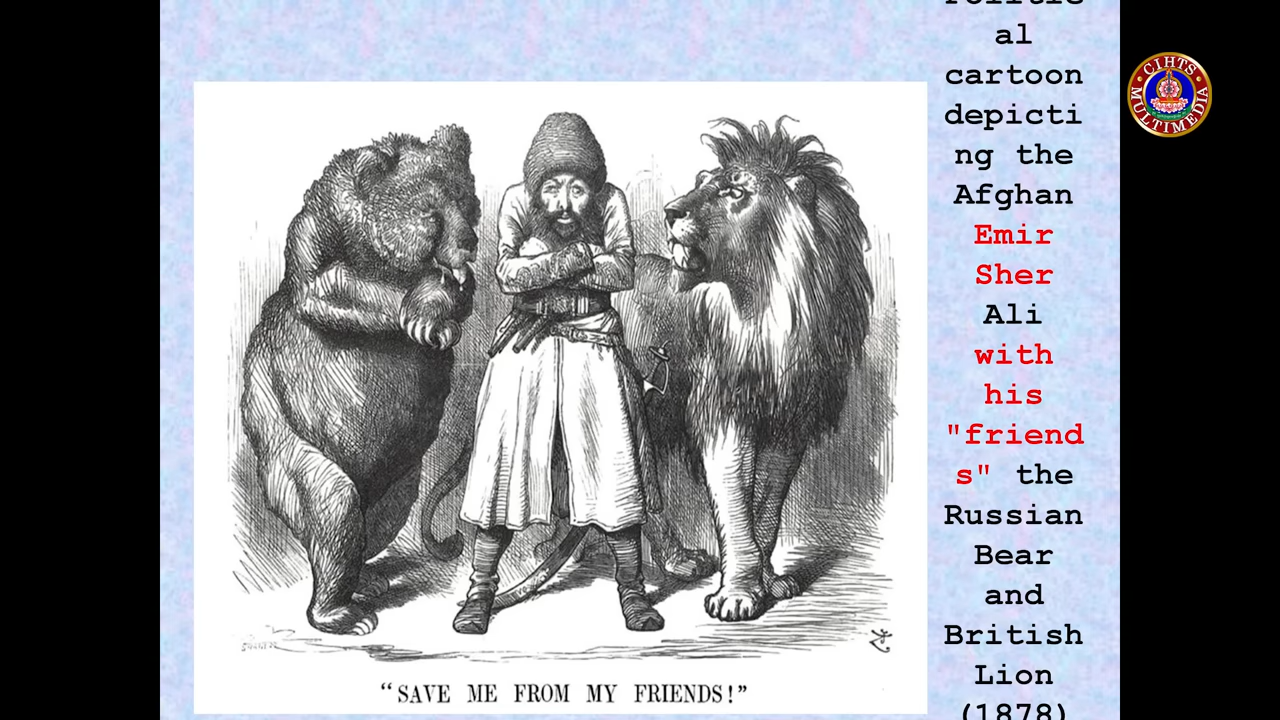 Politic
al
cartoon
depicti
ng the
Afghan
Emir
Sher
Ali
with
his
"friend
s" the
Russian
Bear
and
British
Lion
(1878)
"SAVE ME FROM MY FRIENDS!"
CIHTS
MULTIMEDIA